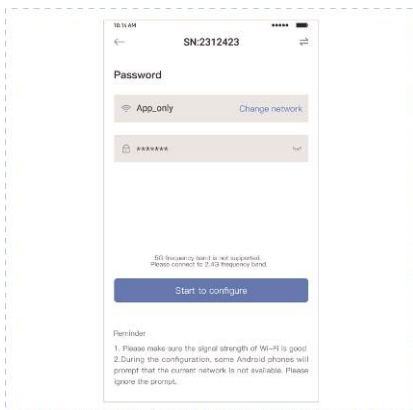 10:14 AM
SN:2312423
Password
App_only Change network
*******
5G frequency band is not supported.
Please connect to 2.4G frequency band.
Start to configure
Reminder
1. Please make sure the signal strength of Wi-Fi is good
2.During the configuration, some Android phones will
prompt that the current network is not available. Please
ignore the prompt.